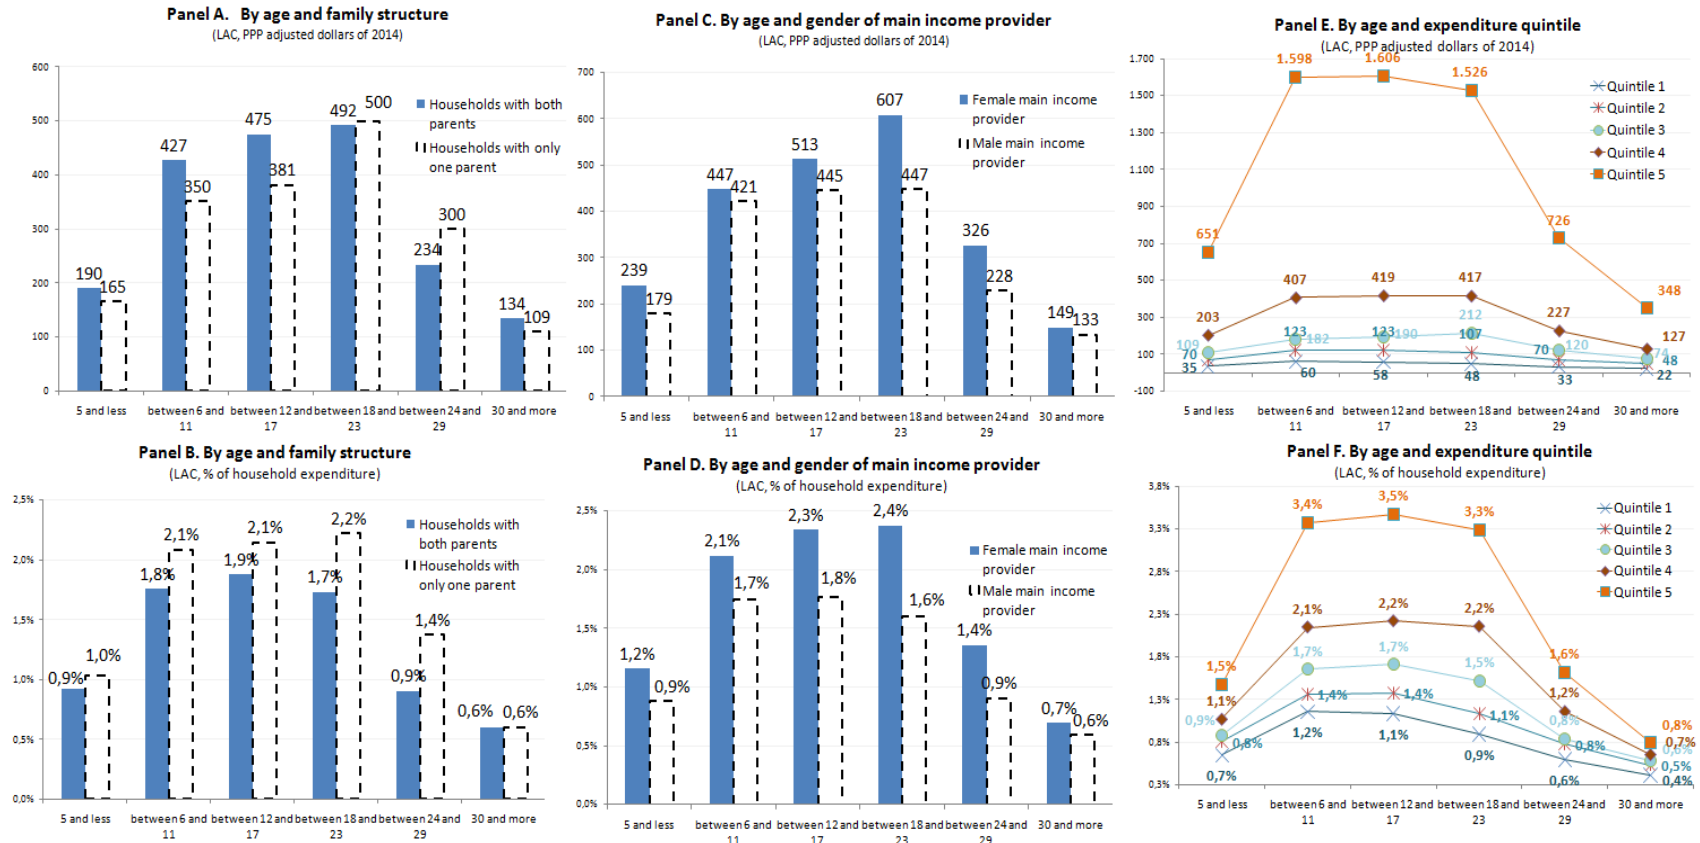 Panel A. By age and family structure
(LAC, PPP adjusted dollars of 2014)
600
500
400
300
200
100
0
190
165
427
350
475
381
492
500
234
300
134
109
Households with both
parents
Households with only
one parent
5 and less
between 6 and
11
between 12 and
17
between 18 and
23
between 24 and
29
30 and more
Panel B. By age and family structure
(LAC, % of household expenditure)
2,5%
2,0%
1,5%
1,0%
0,5%
0,0%
0,9%
1,0%
1,8%
2,1%
1,9%
2,1%
1,7%
2,2%
0,9%
1,4%
0,6%
0,6%
Households with
both parents
Households with
only one parent
5 and less
between 6 and
11
between 12 and
17
between 18 and
23
between 24 and
29
30 and more
Panel C. By age and gender of main income provider
(LAC, PPP adjusted dollars of 2014)
700
600
500
400
300
200
100
0
239
179
447
421
513
445
607
447
326
228
149
133
Female main income
provider
Male main income
provider
5 and less
between 6 and
11
between 12 and
17
between 18 and
23
between 24 and
29
30 and more
Panel D. By age and gender of main income provider
(LAC, % of household expenditure)
2,5%
2,0%
1,5%
1,0%
0,5%
0,0%
1,2%
0,9%
2,1%
1,7%
2,3%
1,8%
2,4%
1,6%
1,4%
0,9%
0,7%
0,6%
Female main income
provider
Male main income
provider
5 and less
between 6 and
11
between 12 and
17
between 18 and
23
between 24 and
29
30 and more
Panel E. By age and expenditure quintile
(LAC, PPP adjusted dollars of 2014)
1.700
1.500
1.300
1.100
900
700
500
300
100
-100
651
1.598
1.606
1.526
726
348
203
407
419
417
227
127
109
182
190
212
120
74
70
123
123
107
70
48
35
60
58
48
33
22
Quintile 1
Quintile 2
Quintile 3
Quintile 4
Quintile 5
5 and less
between 6 and
11
between 12 and
17
between 18 and
23
between 24 and
29
30 and more
Panel F. By age and expenditure quintile
(LAC, % of household expenditure)
3,8%
3,3%
2,8%
2,3%
1,8%
1,3%
0,8%
0,3%
1,5%
3,4%
3,5%
3,3%
1,6%
0,8%
1,1%
2,1%
2,2%
2,2%
1,2%
0,7%
0,9%
1,7%
1,7%
1,5%
0,8%
0,6%
0,8%
1,4%
1,4%
1,1%
0,8%
0,5%
0,7%
1,2%
1,1%
0,9%
0,6%
0,4%
Quintile 1
Quintile 2
Quintile 3
Quintile 4
Quintile 5
5 and less
between 6 and
11
between 12 and
17
between 18 and
23
between 24 and
29
30 and more